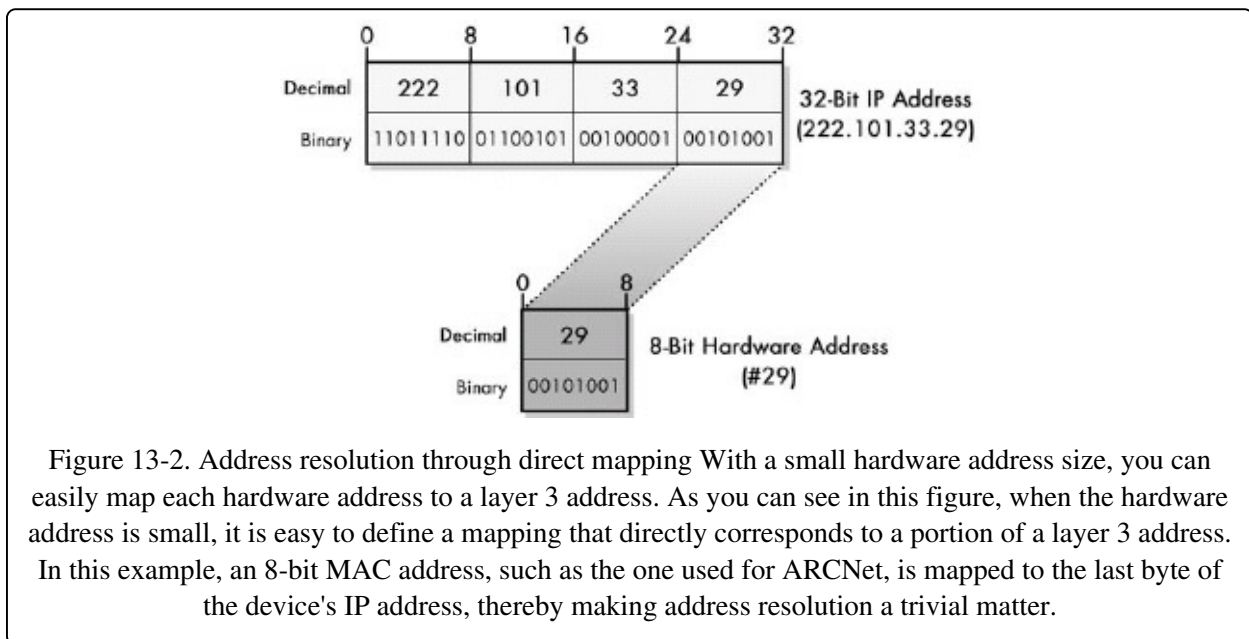 0 8 16 24 32
Decimal 222 101 33 29
32-Bit IP Address
(222.101.33.29)
Binary 11011110 01100101 00100001 00101001
0 8
Decimal 29
8-Bit Hardware Address
(#29)
Binary 00101001
Figure 13-2. Address resolution through direct mapping With a small hardware address size, you can
easily map each hardware address to a layer 3 address. As you can see in this figure, when the hardware
address is small, it is easy to define a mapping that directly corresponds to a portion of a layer 3 address.
In this example, an 8-bit MAC address, such as the one used for ARCNet, is mapped to the last byte of
the device's IP address, thereby making address resolution a trivial matter.